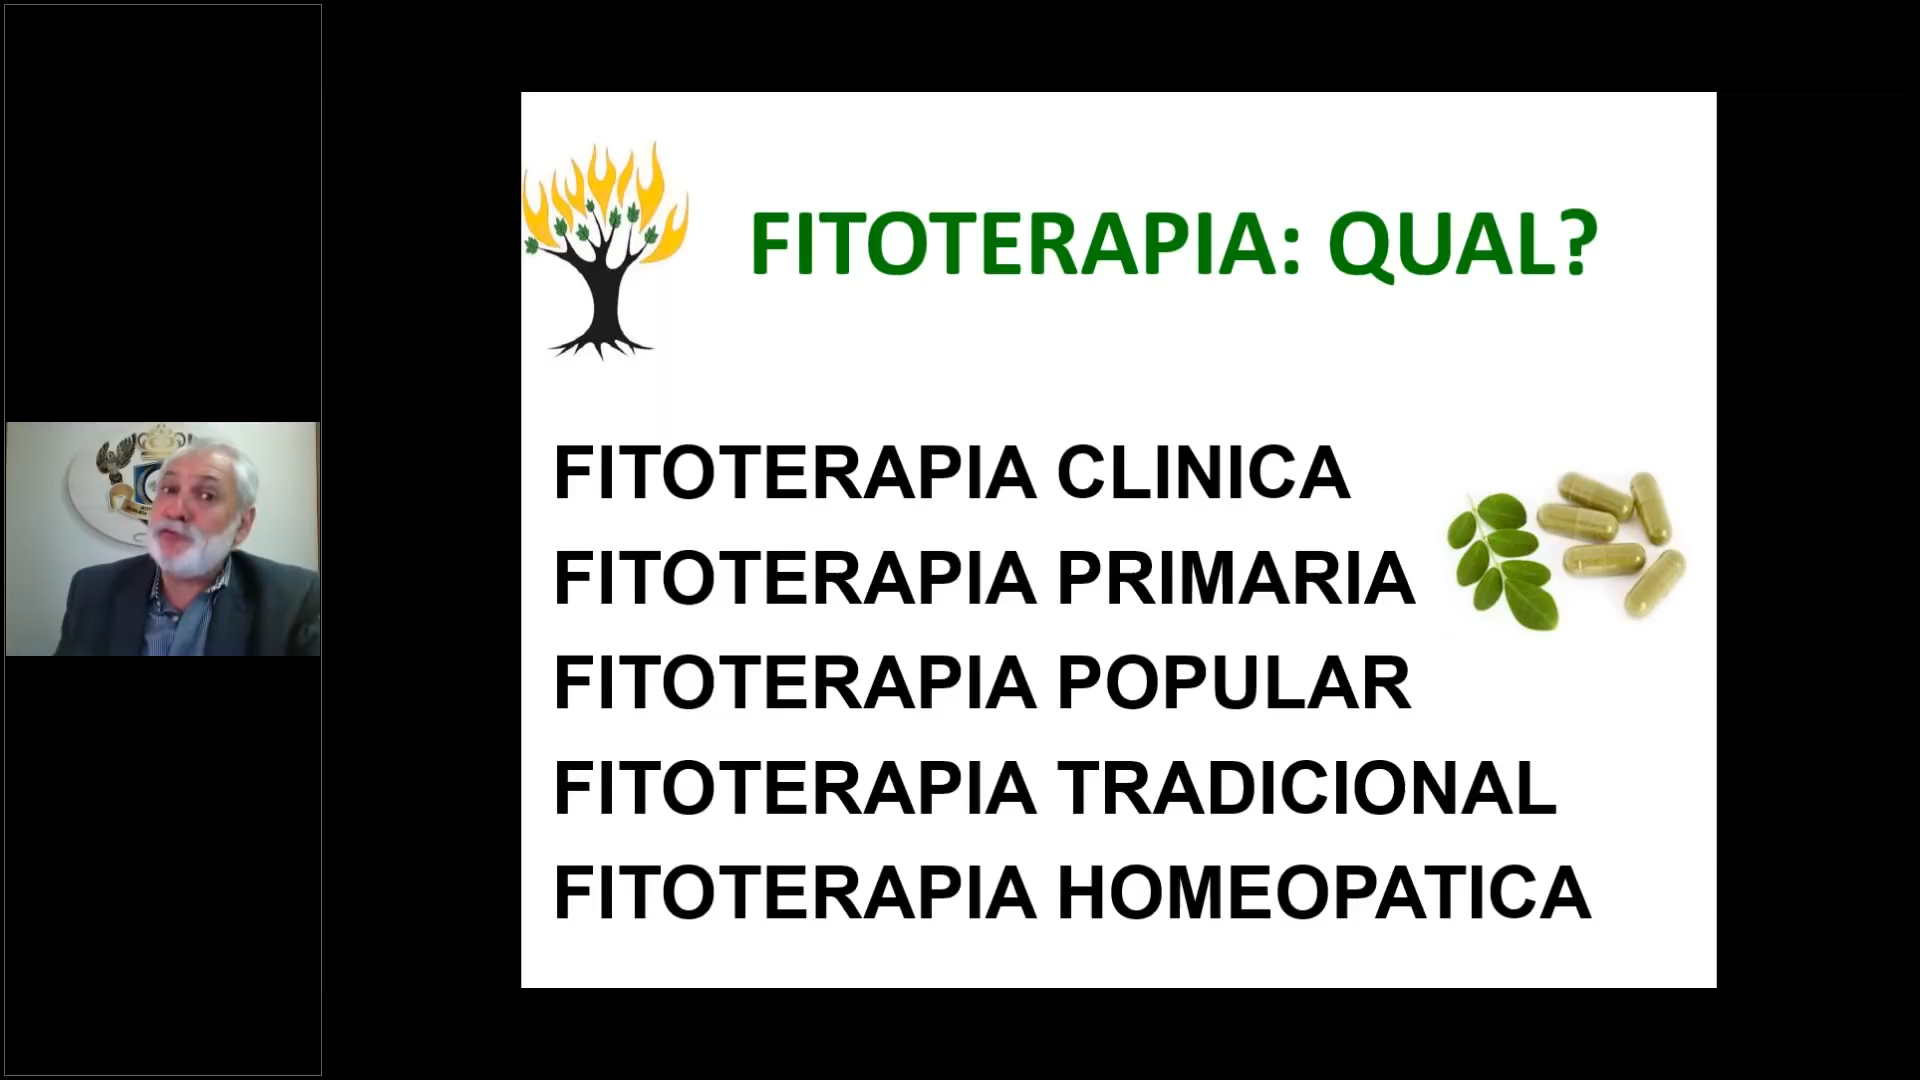 FITOTERAPIA: QUAL?
FITOTERAPIA CLINICA
FITOTERAPIA PRIMARIA
FITOTERAPIA POPULAR
FITOTERAPIA TRADICIONAL
FITOTERAPIA HOMEOPATICA